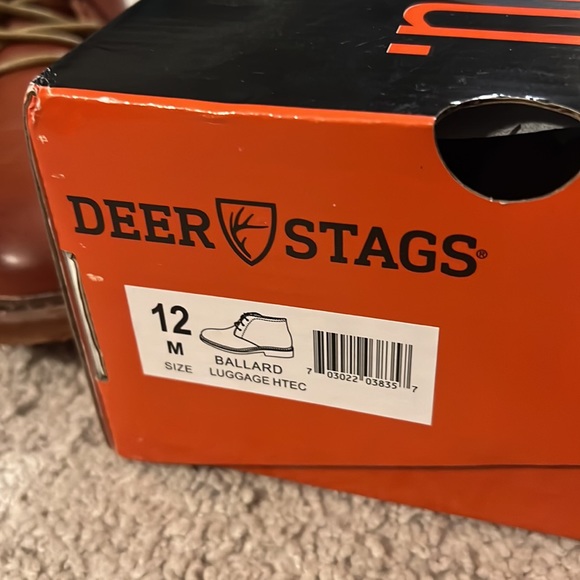 DEER STAGS®
12
M
SIZE
BALLARD
LUGGAGE HTEC
7 03022 03835 7